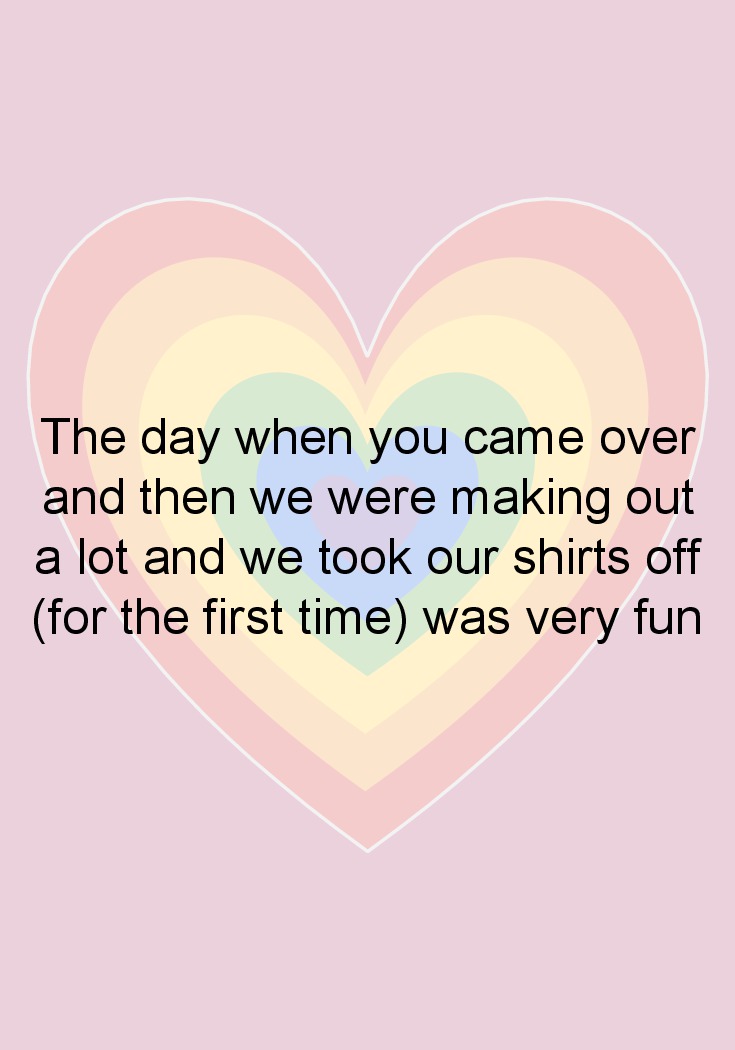 The day when you came over
and then we were making out
a lot and we took our shirts off
(for the first time) was very fun